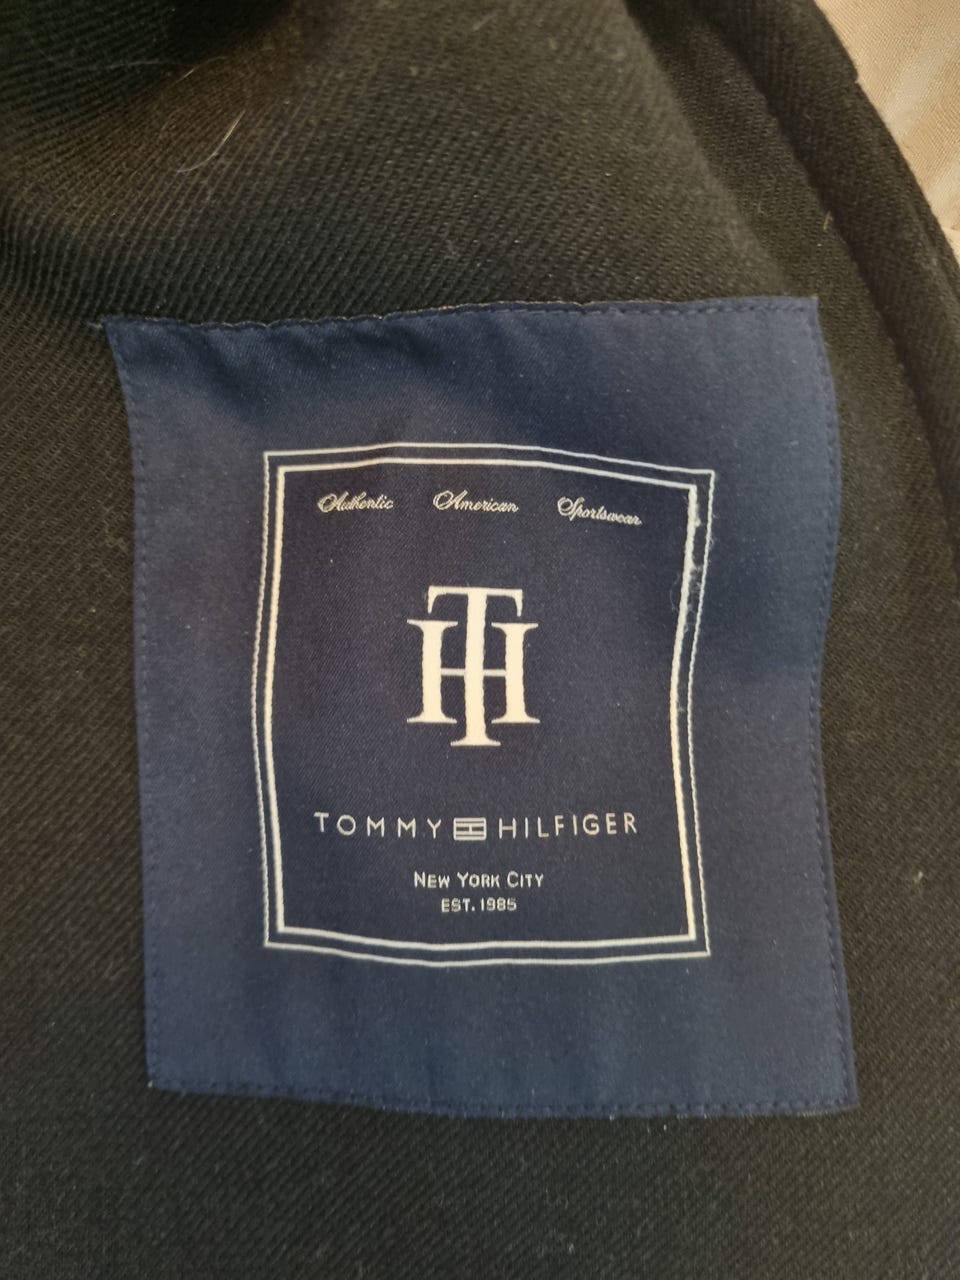 Authentic American Sportswear
TH
TOMMY HILFIGER
NEW YORK CITY
EST. 1985